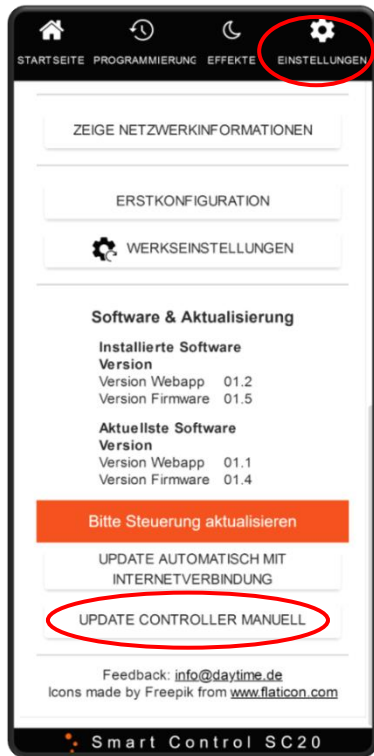 STARTSEITE PROGRAMMIERUNG EFFEKTE EINSTELLUNGEN
ZEIGE NETZWERKINFORMATIONEN
ERSTKONFIGURATION
WERKSEINSTELLUNGEN
Software & Aktualisierung
Installierte Software
Version
Version Webapp 01.2
Version Firmware 01.5
Aktuellste Software
Version
Version Webapp 01.1
Version Firmware 01.4
Bitte Steuerung aktualisieren
UPDATE AUTOMATISCH MIT
INTERNETVERBINDUNG
UPDATE CONTROLLER MANUELL
Feedback: info@daytime.de
Icons made by Freepik from www.flaticon.com
Smart Control SC20